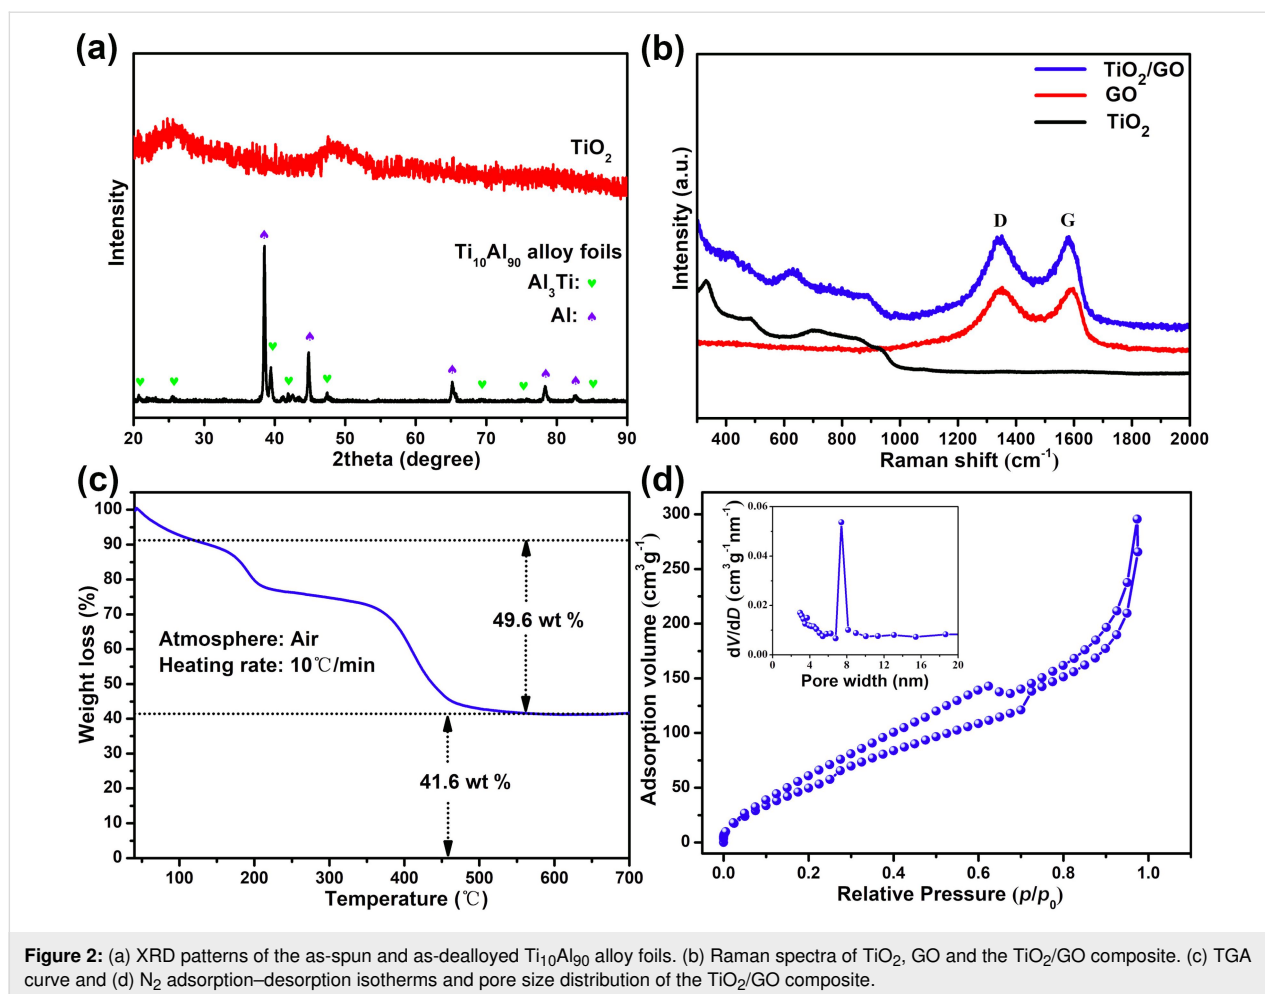 (a)
Intensity
TiO2
Ti10Al90 alloy foils
Al3Ti: ♥
Al: ♠
20 30 40 50 60 70 80 90
2theta (degree)
(b)
Intensity (a.u.)
TiO2/GO
GO
TiO2
D G
400 600 800 1000 1200 1400 1600 1800 2000
Raman shift (cm-1)
(c)
Weight loss (%)
100
90
80
70
60
50
40
30
20
10
0
49.6 wt %
Atmosphere: Air
Heating rate: 10℃/min
41.6 wt %
100 200 300 400 500 600 700
Temperature (℃)
(d)
Adsorption volume (cm3g-1)
300
250
200
150
100
50
0
dV/dD (cm3g-1nm-1)
0.06
0.04
0.02
0.00
0 4 8 12 16 20
Pore width (nm)
0.0 0.2 0.4 0.6 0.8 1.0
Relative Pressure (p/p0)
Figure 2: (a) XRD patterns of the as-spun and as-dealloyed Ti10Al90 alloy foils. (b) Raman spectra of TiO2, GO and the TiO2/GO composite. (c) TGA
curve and (d) N2 adsorption–desorption isotherms and pore size distribution of the TiO2/GO composite.